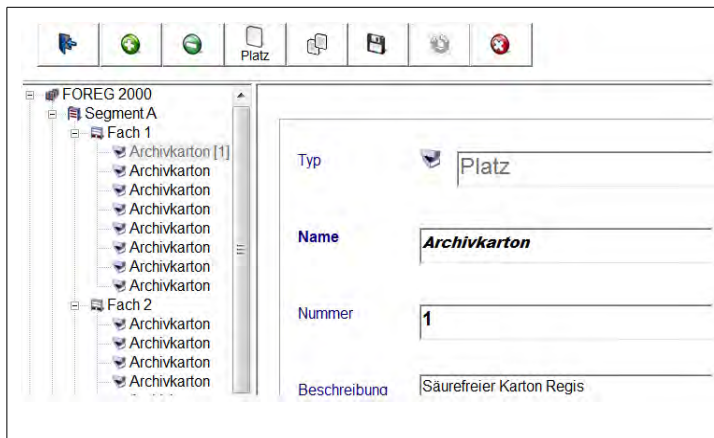 Platz
FOREG 2000
Segment A
Fach 1
Archivkarton [1]
Archivkarton
Archivkarton
Archivkarton
Archivkarton
Archivkarton
Archivkarton
Archivkarton
Fach 2
Archivkarton
Archivkarton
Archivkarton
Archivkarton
Typ
Platz
Name
Archivkarton
Nummer
1
Beschreibung
Säurefreier Karton Regis